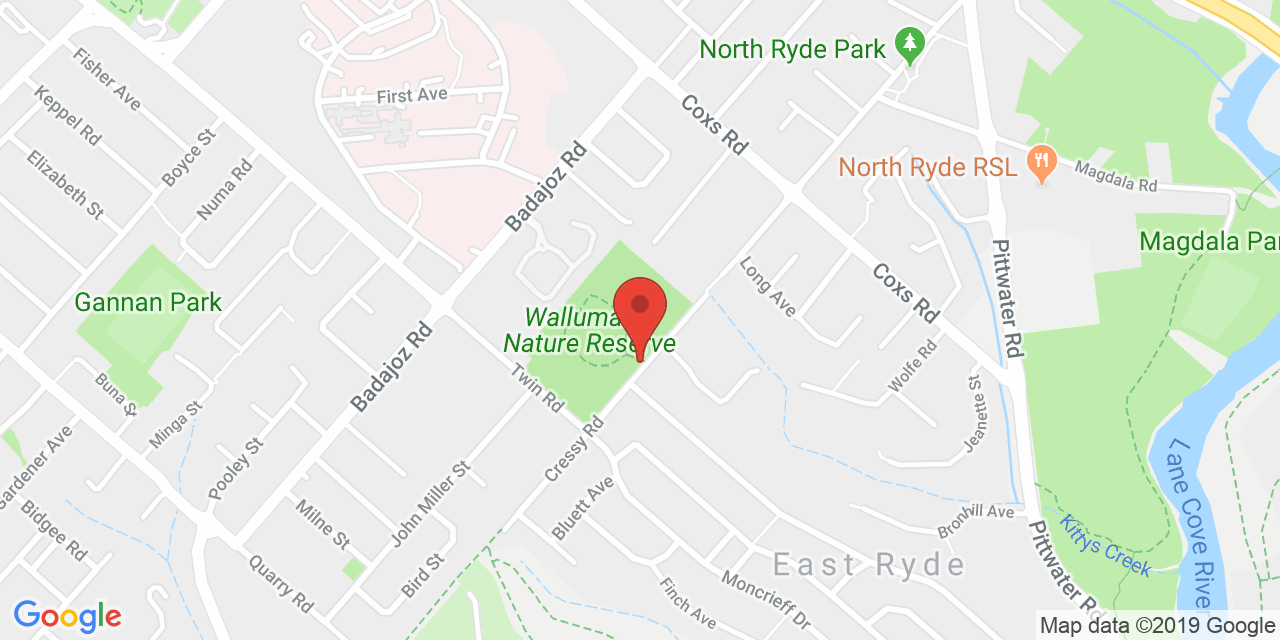 North Ryde Park
Fisher Ave
First Ave
Keppel Rd
Coxs Rd
Boyce St
Badajoz Rd
North Ryde RSL
Magdala Rd
Elizabeth St
Numa Rd
Magdala Par
Pittwater Rd
Long Ave
Coxs Rd
Gannan Park
Walluma
Nature Reserve
Badajoz Rd
Wolfe Rd
Twin Rd
Buna St
Jeanette St
Minga St
Cressy Rd
Gardener Ave
Pooley St
John Miller St
Lane Cove River
Bluett Ave
Milne St
Bronhill Ave
Bidgee Rd
Kittys Creek
Pittwater Rd
East Ryde
Bird St
Quarry Rd
Finch Ave
Moncrieff Dr
Google
Map data ©2019 Google